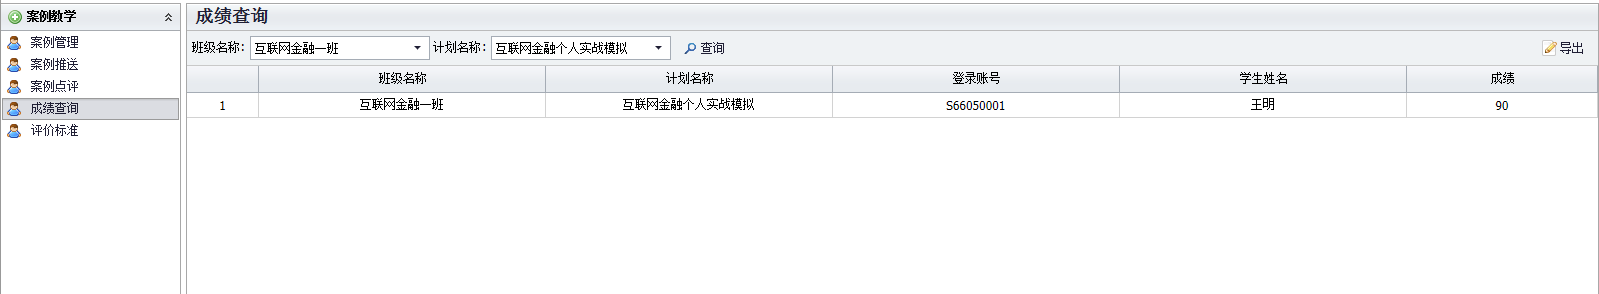 案例教学
案例管理
案例推送
案例点评
成绩查询
评价标准
成绩查询
班级名称: 互联网金融一班 计划名称: 互联网金融个人实战模拟 查询 导出
班级名称 计划名称 登录账号 学生姓名 成绩
1 互联网金融一班 互联网金融个人实战模拟 S66050001 王明 90